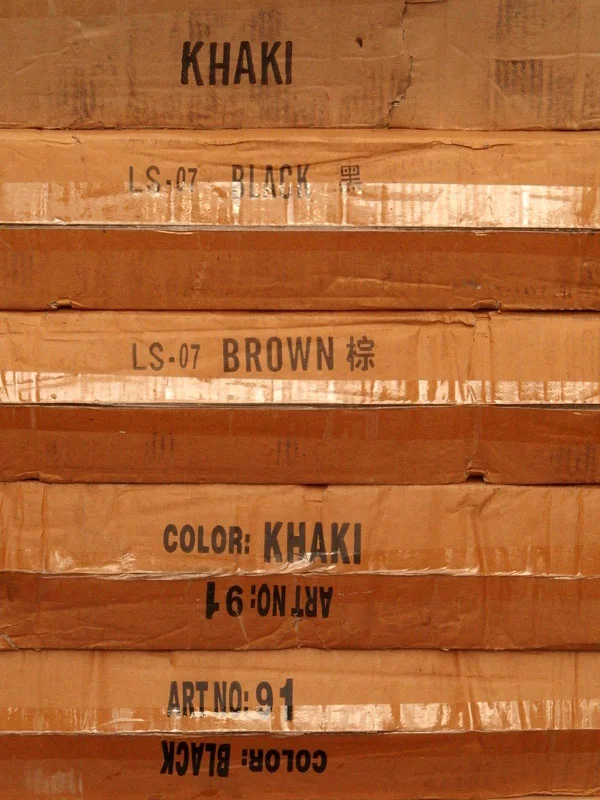 KHAKI
LS-07 BLACK 黑
LS-07 BROWN 棕
COLOR: KHAKI
ART NO: 91
ART NO: 91
COLOR: BLACK